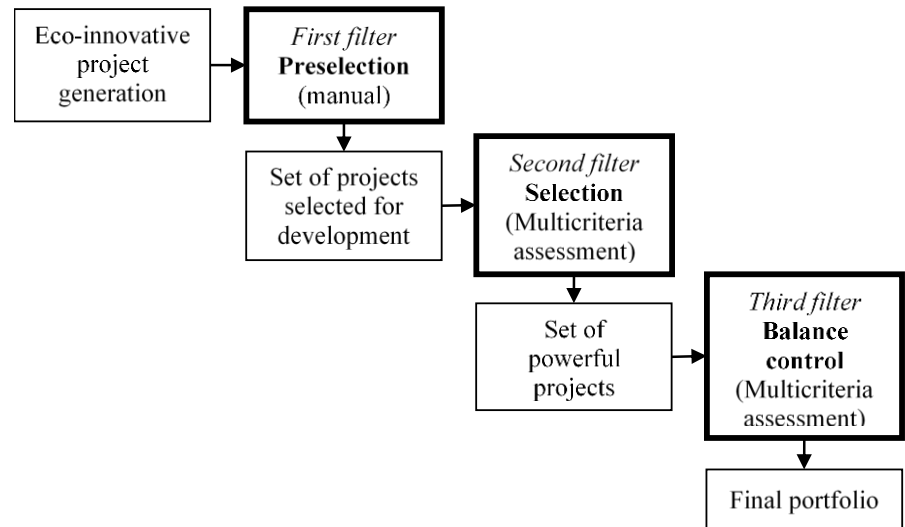 Eco-innovative
project
generation
First filter
Preselection
(manual)
Set of projects
selected for
development
Second filter
Selection
(Multicriteria
assessment)
Set of
powerful
projects
Third filter
Balance
control
(Multicriteria
assessment)
Final portfolio